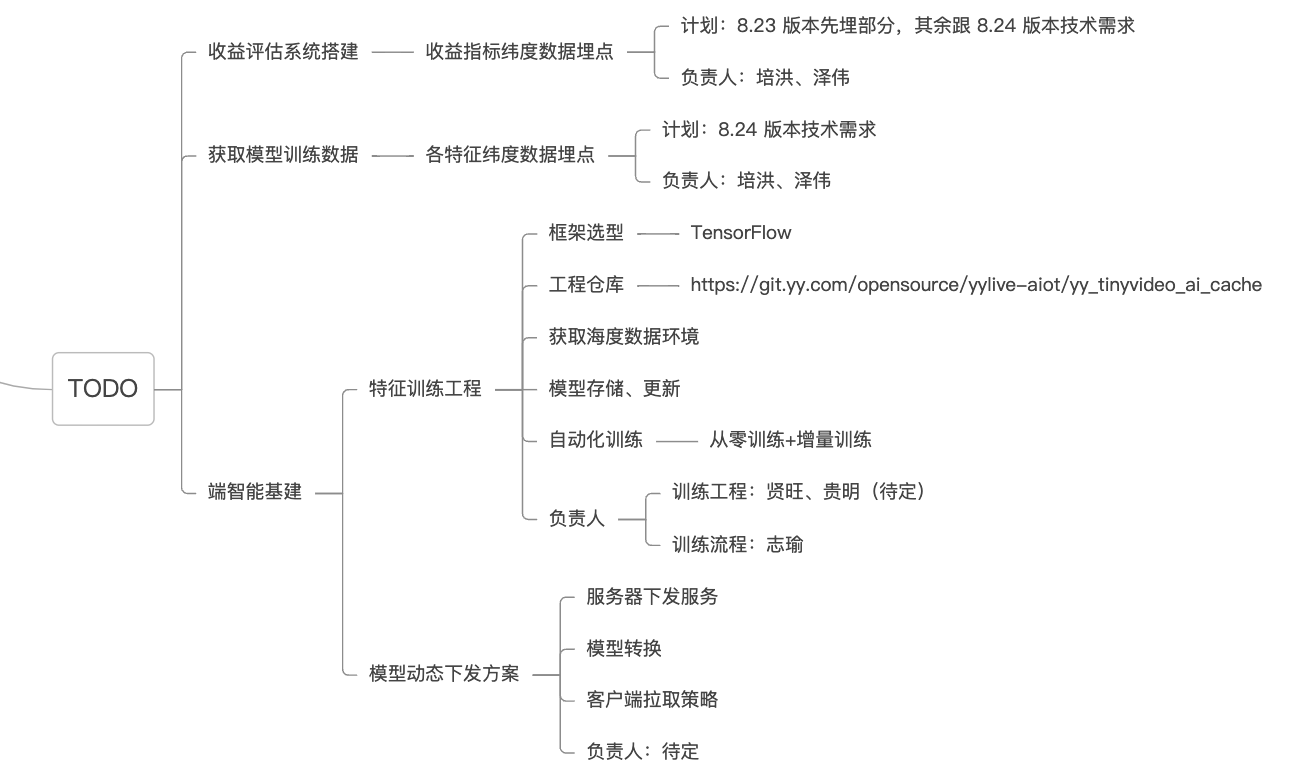 计划：8.23 版本先埋部分，其余跟 8.24 版本技术需求
收益评估系统搭建
收益指标纬度数据埋点
负责人：培洪、泽伟
计划：8.24 版本技术需求
获取模型训练数据
各特征纬度数据埋点
负责人：培洪、泽伟
框架选型
TensorFlow
工程仓库
https://git.yy.com/opensource/yylive-aiot/yy_tinyvideo_ai_cache
获取海度数据环境
TODO
特征训练工程
模型存储、更新
自动化训练
从零训练+增量训练
端智能基建
训练工程：贤旺、贵明（待定）
负责人
训练流程：志瑜
服务器下发服务
模型转换
模型动态下发方案
客户端拉取策略
负责人：待定